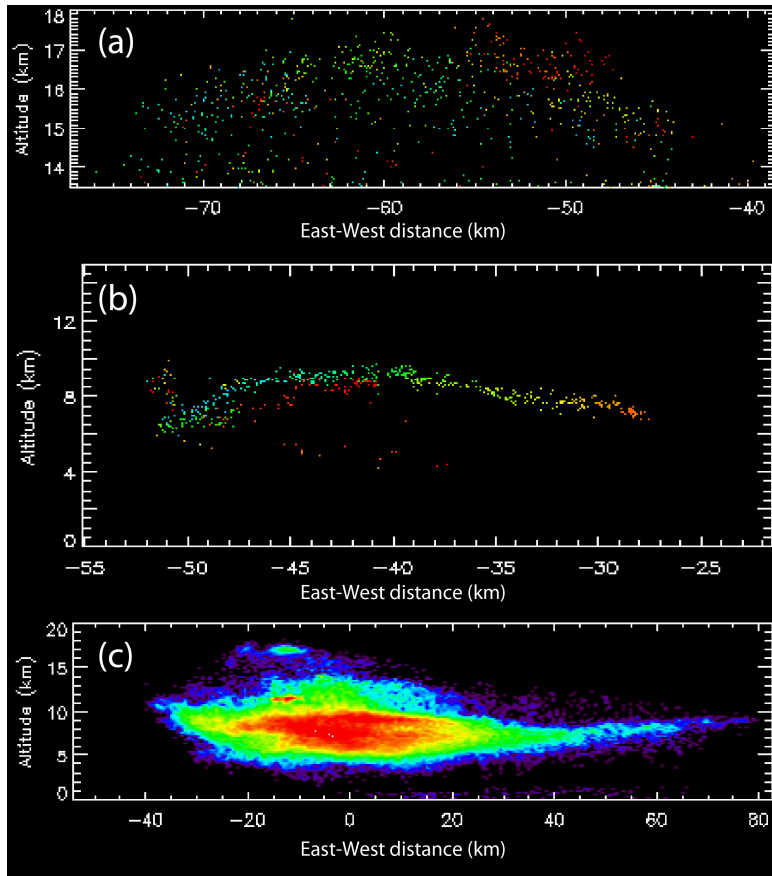 (a)
Altitude (km)
18
17
16
15
14
−70 −60 −50 −40
East-West distance (km)
(b)
Altitude (km)
12
8
4
0
−55 −50 −45 −40 −35 −30 −25
East-West distance (km)
(c)
Altitude (km)
20
15
10
5
0
−40 −20 0 20 40 60 80
East-West distance (km)